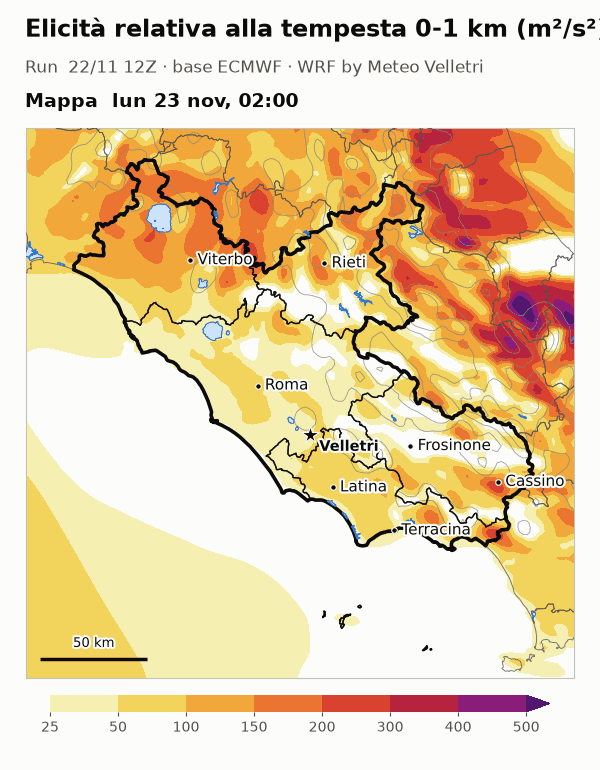 Elicità relativa alla tempesta 0-1 km (m²/s²)
Run  22/11 12Z · base ECMWF · WRF by Meteo Velletri
Mappa  lun 23 nov, 02:00
Viterbo
Rieti
Roma
Velletri
Frosinone
Cassino
Latina
Terracina
50 km
25 50 100 150 200 300 400 500